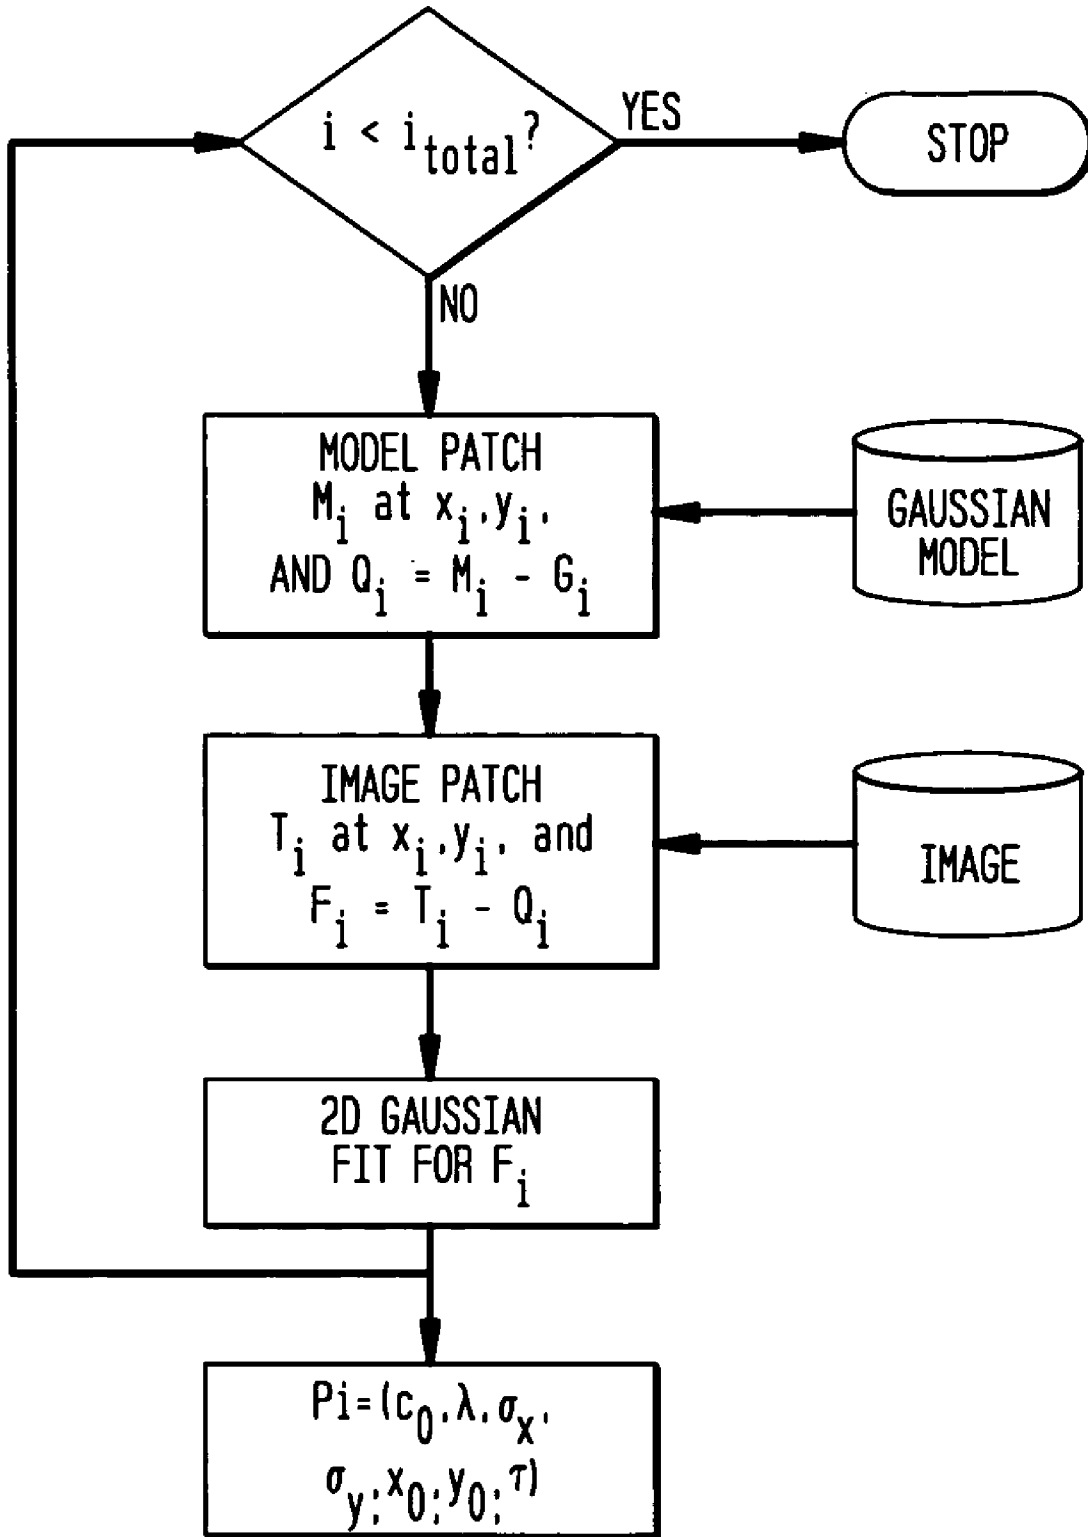 i < i_total?
YES
STOP
NO
MODEL PATCH
M_i at x_i,y_i,
AND Q_i = M_i - G_i
GAUSSIAN
MODEL
IMAGE PATCH
T_i at x_i,y_i, and
F_i = T_i - Q_i
IMAGE
2D GAUSSIAN
FIT FOR F_i
Pi=(c_0,λ,σ_x,
σ_y;x_0;y_0;τ)